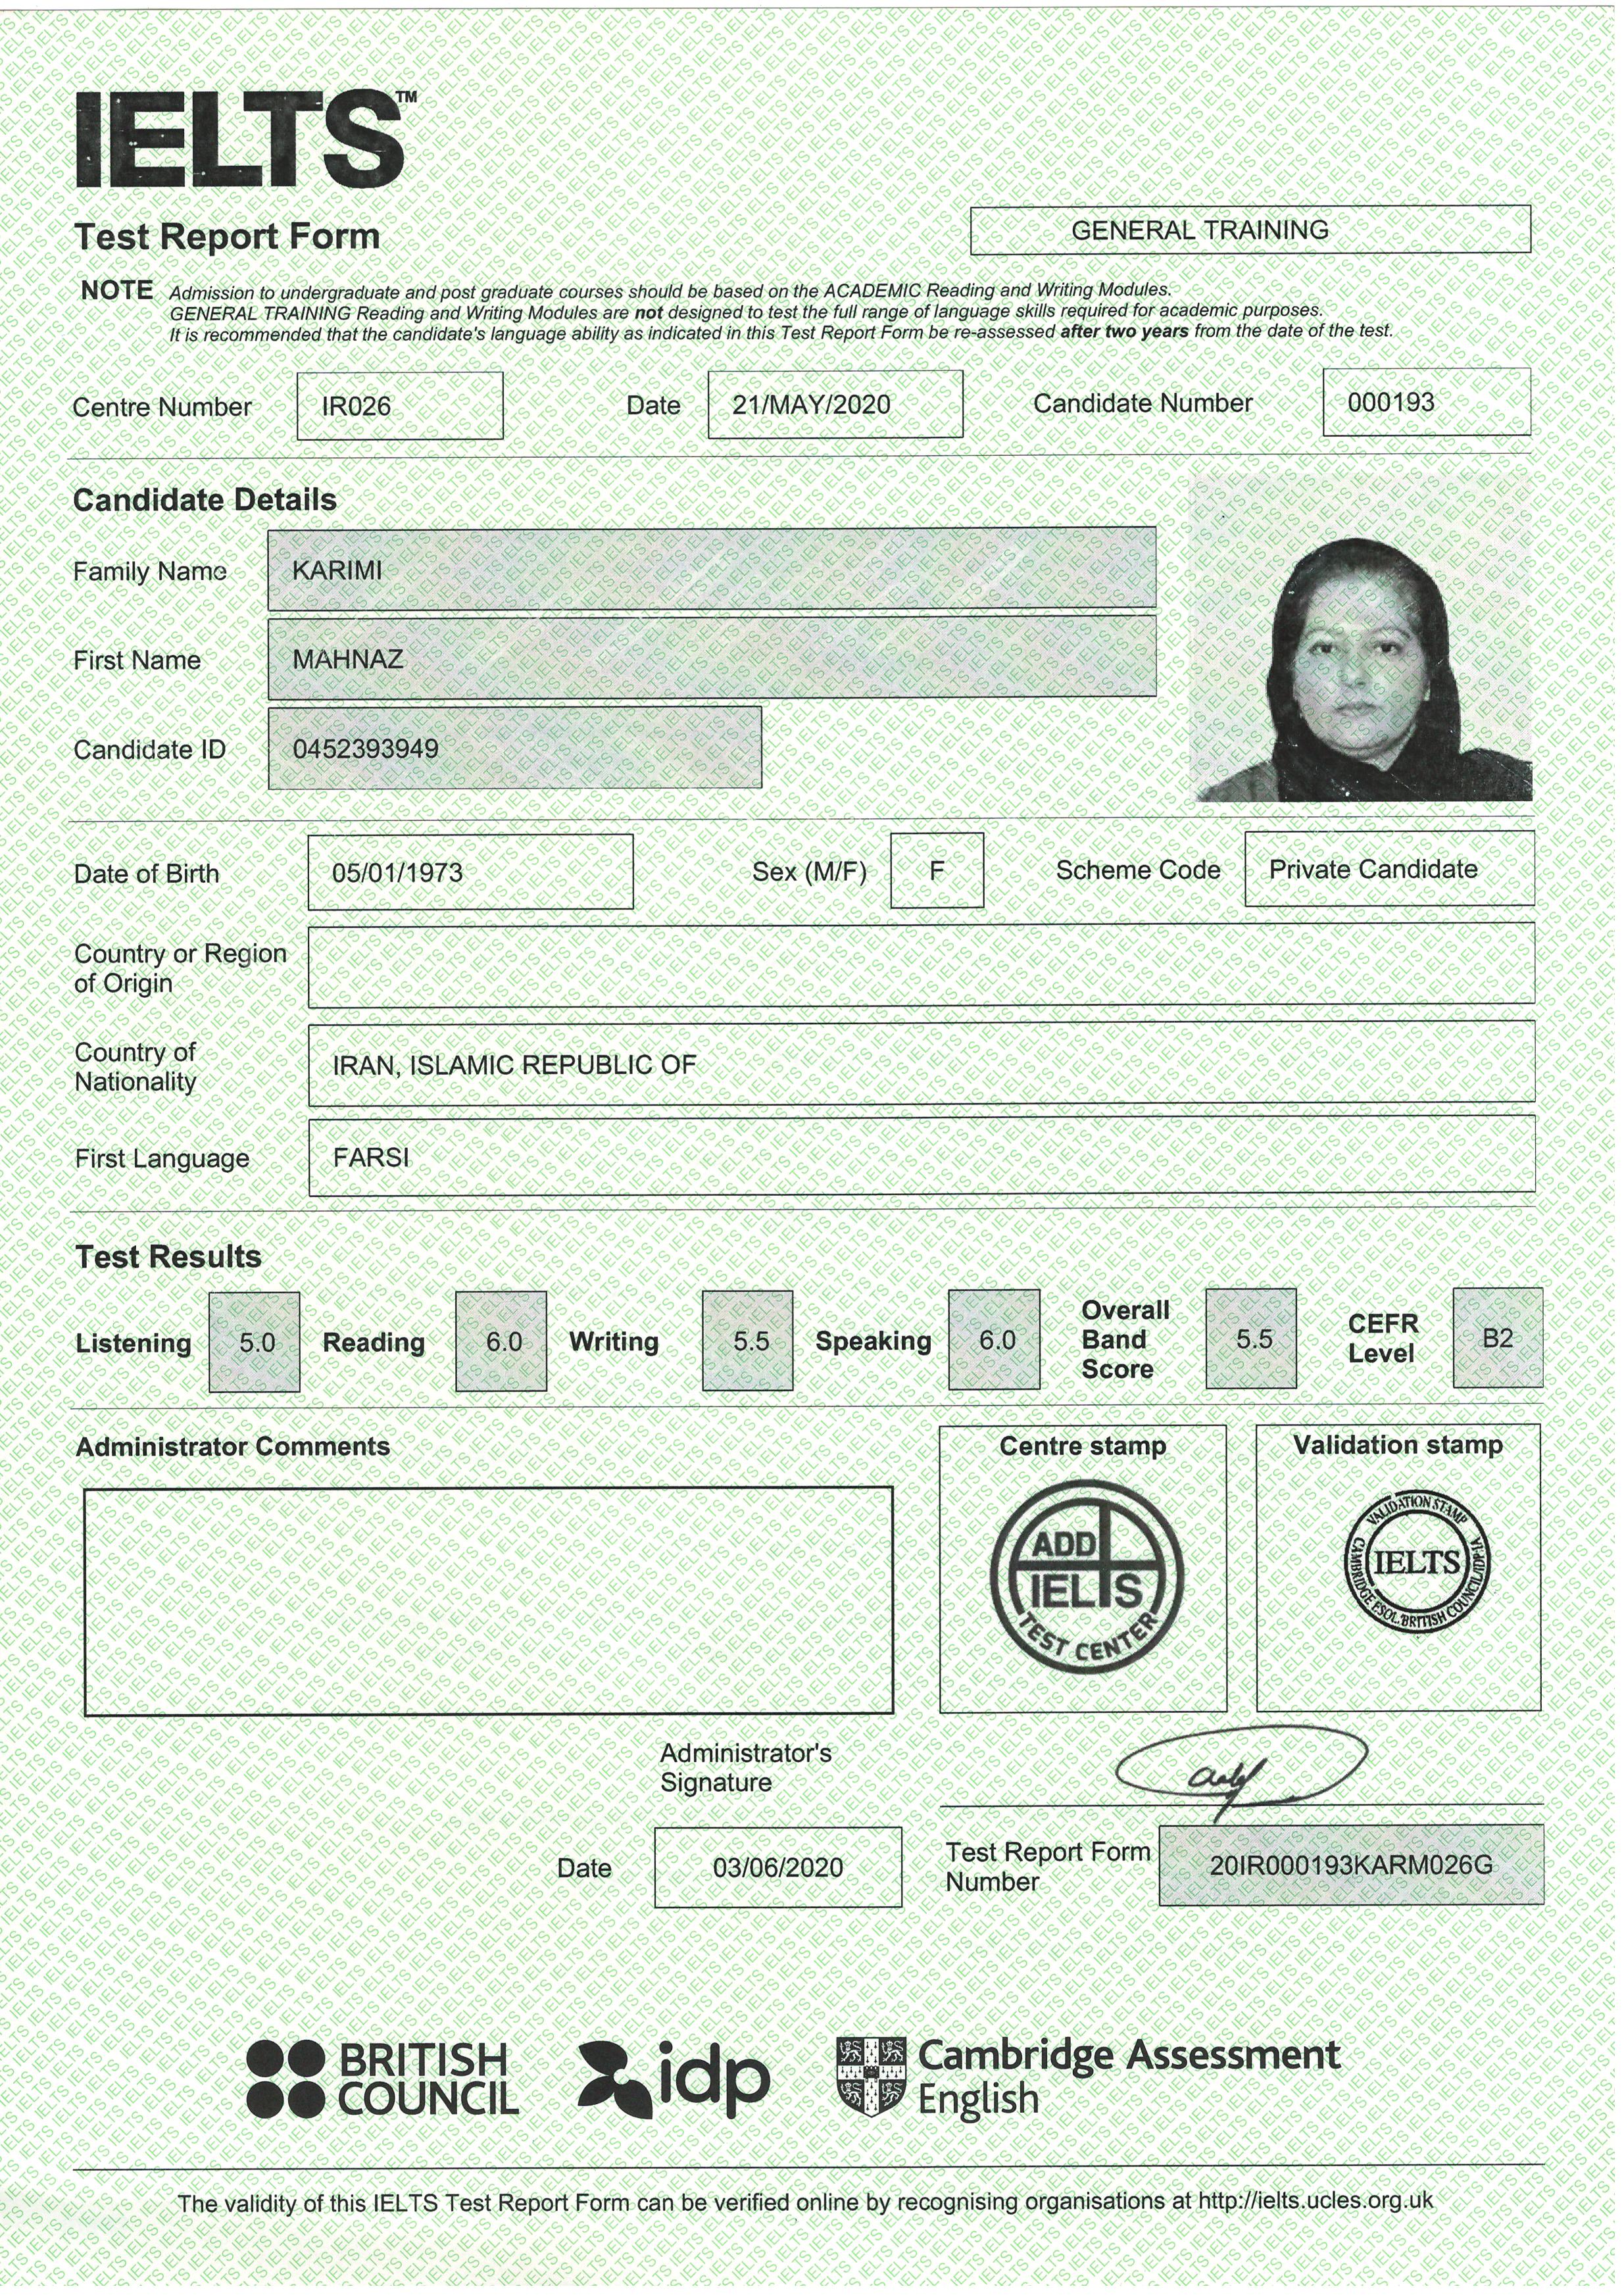 IELTS™
Test Report Form
GENERAL TRAINING
NOTE Admission to undergraduate and post graduate courses should be based on the ACADEMIC Reading and Writing Modules.
GENERAL TRAINING Reading and Writing Modules are not designed to test the full range of language skills required for academic purposes.
It is recommended that the candidate's language ability as indicated in this Test Report Form be re-assessed after two years from the date of the test.
Centre Number IR026 Date 21/MAY/2020 Candidate Number 000193
Candidate Details
Family Name KARIMI
First Name MAHNAZ
Candidate ID 0452393949
Date of Birth 05/01/1973 Sex (M/F) F Scheme Code Private Candidate
Country or Region
of Origin
Country of
Nationality
IRAN, ISLAMIC REPUBLIC OF
First Language FARSI
Test Results
Listening 5.0 Reading 6.0 Writing 5.5 Speaking 6.0
Overall
Band
Score
5.5
CEFR
Level
B2
Administrator Comments
Centre stamp
ADD
IELTS
TEST CENTER
Validation stamp
VALIDATION STAMP
IELTS
CAMBRIDGE ESOL. BRITISH COUNCIL/IDP:IA
Administrator's
Signature
Date 03/06/2020
Test Report Form
Number
20IR000193KARM026G
BRITISH
COUNCIL
idp
Cambridge Assessment
English
The validity of this IELTS Test Report Form can be verified online by recognising organisations at http://ielts.ucles.org.uk